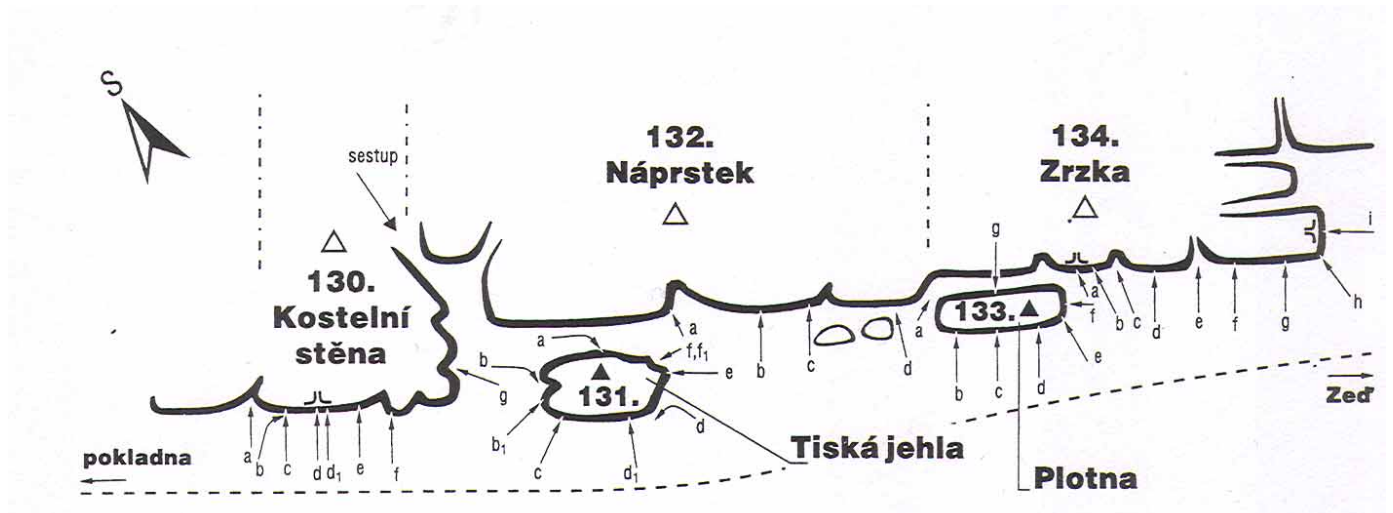 S
sestup
130.
Kostelní
stěna
132.
Náprstek
134.
Zrzka
g
i
h
a
f
b
c
d
e
f
g
133.
a
b
c
d
e
a
b
c
d
a
b
b₁
c
d₁
d
e
f,f₁
131.
g
a
b
c
d
d₁
e
f
pokladna
Tiská jehla
Plotna
Zeď